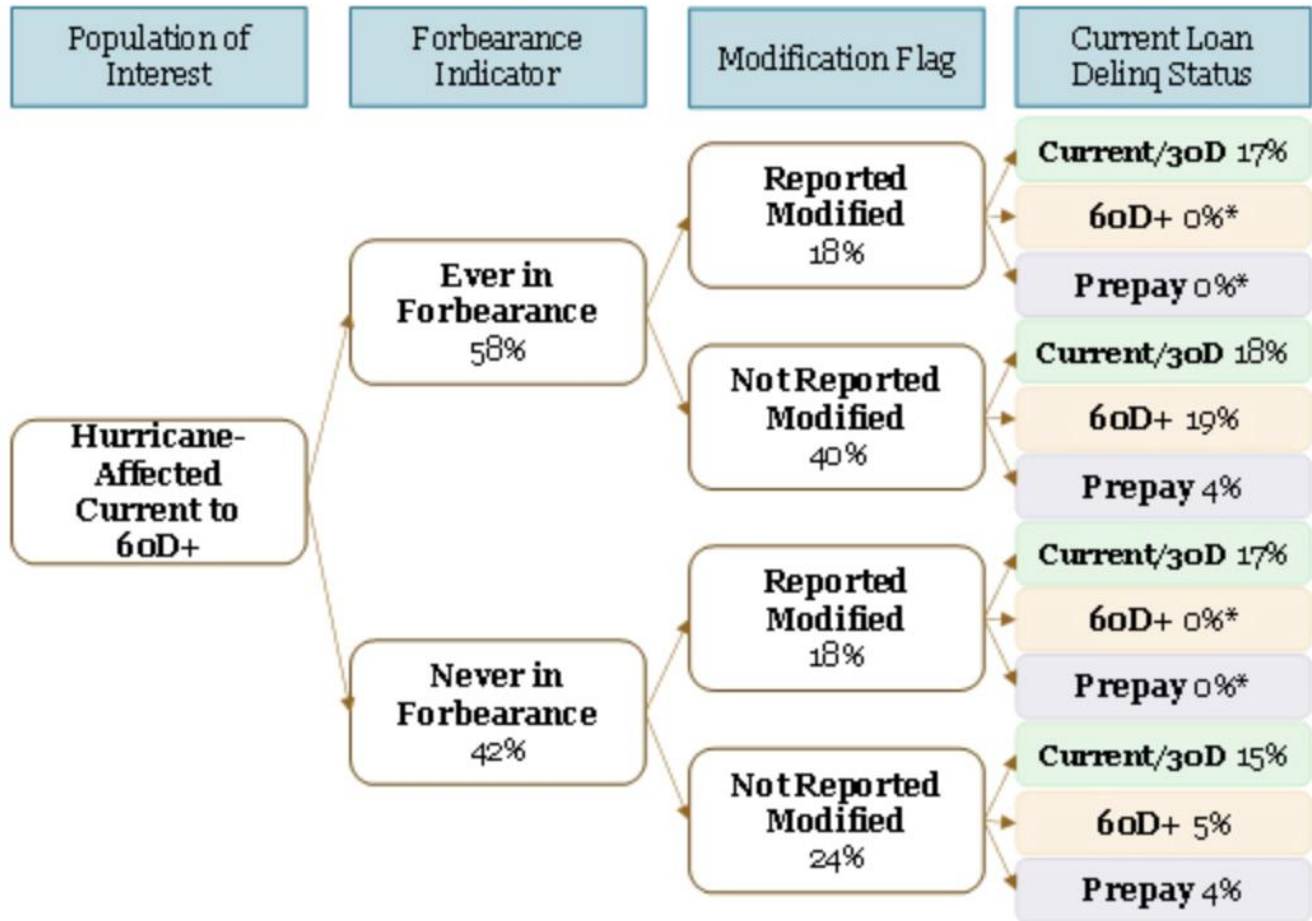 Population of
Interest
Forbearance
Indicator
Modification Flag
Current Loan
Delinq Status
Hurricane-
Affected
Current to
60D+
Ever in
Forbearance
58%
Never in
Forbearance
42%
Reported
Modified
18%
Not Reported
Modified
40%
Reported
Modified
18%
Not Reported
Modified
24%
Current/30D 17%
60D+ 0%*
Prepay 0%*
Current/30D 18%
60D+ 19%
Prepay 4%
Current/30D 17%
60D+ 0%*
Prepay 0%*
Current/30D 15%
60D+ 5%
Prepay 4%